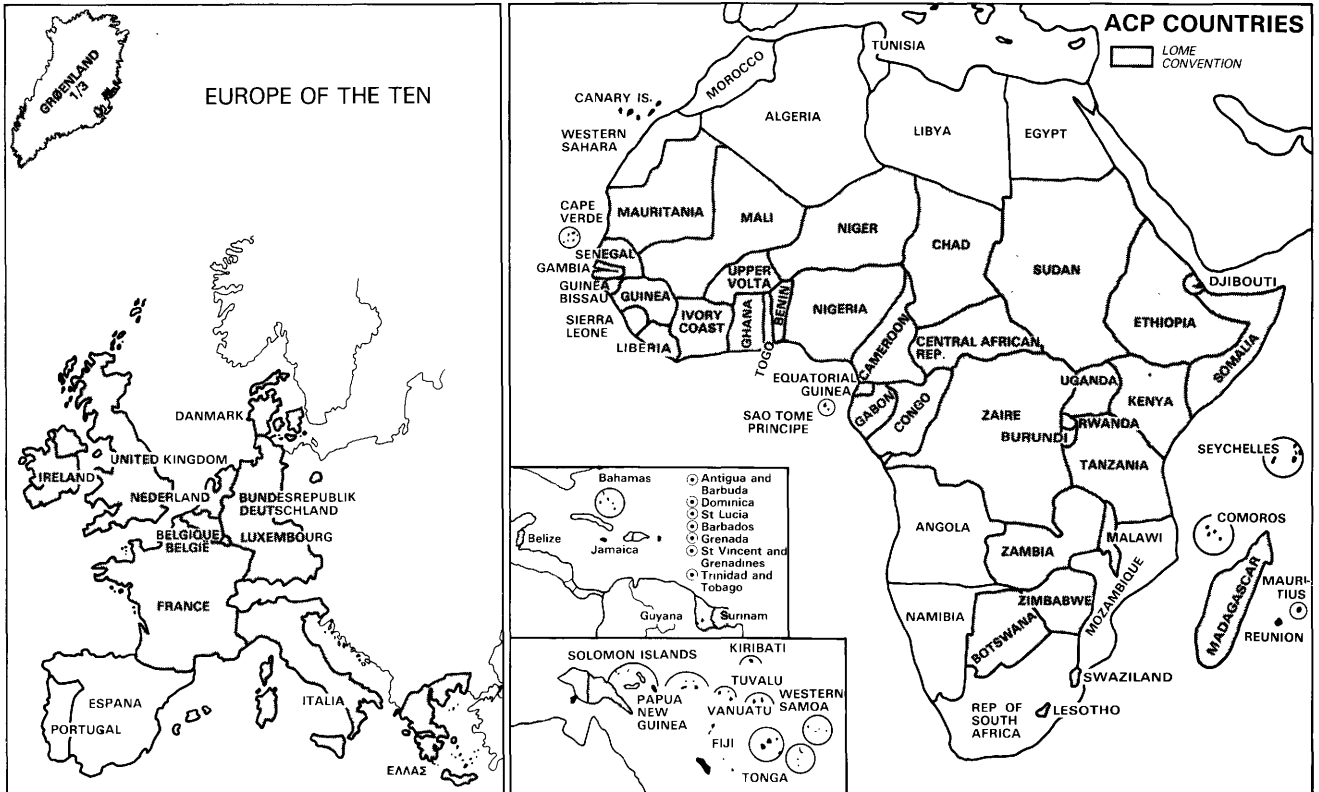 GRØENLAND
1/3
EUROPE OF THE TEN
DANMARK
UNITED KINGDOM
IRELAND
NEDERLAND
BUNDESREPUBLIK
DEUTSCHLAND
BELGIQUE
BELGIË
LUXEMBOURG
FRANCE
ESPANA
PORTUGAL
ITALIA
ΕΛΛΑΣ
ACP COUNTRIES
LOME
CONVENTION
TUNISIA
MOROCCO
CANARY IS.
ALGERIA
LIBYA
EGYPT
WESTERN
SAHARA
CAPE
VERDE
MAURITANIA
MALI
NIGER
CHAD
SUDAN
SENEGAL
GAMBIA
GUINEA
BISSAU
GUINEA
UPPER
VOLTA
DJIBOUTI
SIERRA
LEONE
IVORY
COAST
GHANA
BENIN
NIGERIA
ETHIOPIA
LIBERIA
TOGO
CAMEROON
CENTRAL AFRICAN
REP.
SOMALIA
EQUATORIAL
GUINEA
UGANDA
KENYA
SAO TOME
PRINCIPE
GABON
CONGO
ZAIRE
RWANDA
BURUNDI
TANZANIA
SEYCHELLES
ANGOLA
ZAMBIA
MALAWI
COMOROS
MOZAMBIQUE
NAMIBIA
ZIMBABWE
BOTSWANA
MADAGASCAR
MAURI-
TIUS
REUNION
SWAZILAND
REP OF
SOUTH
AFRICA
LESOTHO
Bahamas
Belize
Jamaica
Antigua and
Barbuda
Dominica
St Lucia
Barbados
Grenada
St Vincent and
Grenadines
Trinidad and
Tobago
Guyana
Surinam
SOLOMON ISLANDS
KIRIBATI
TUVALU
PAPUA
NEW
GUINEA
VANUATU
WESTERN
SAMOA
FIJI
TONGA